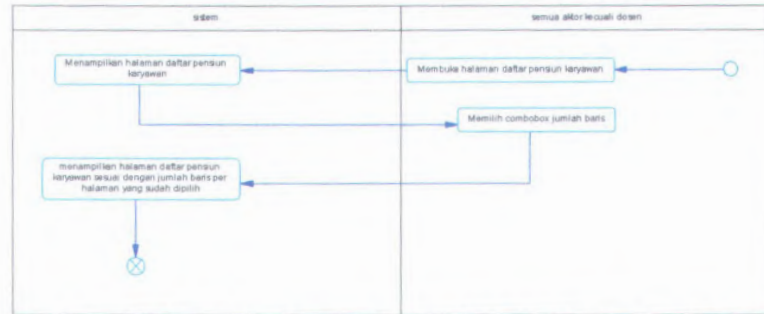 sistem
semua aktor kecuali dosen
Menampilkan halaman daftar pensiun
karyawan
Membuka halaman daftar pensiun karyawan
Memilih combobox jumlah baris
menampilkan halaman daftar pensiun
karyawan sesuai dengan jumlah baris per
halaman yang sudah dipilih